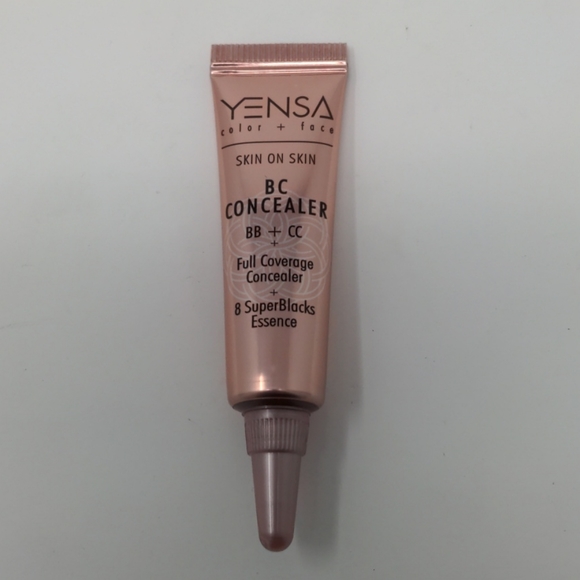 YENSA
color + face
SKIN ON SKIN
BC
CONCEALER
BB + CC
+
Full Coverage
Concealer
+
8 SuperBlacks
Essence